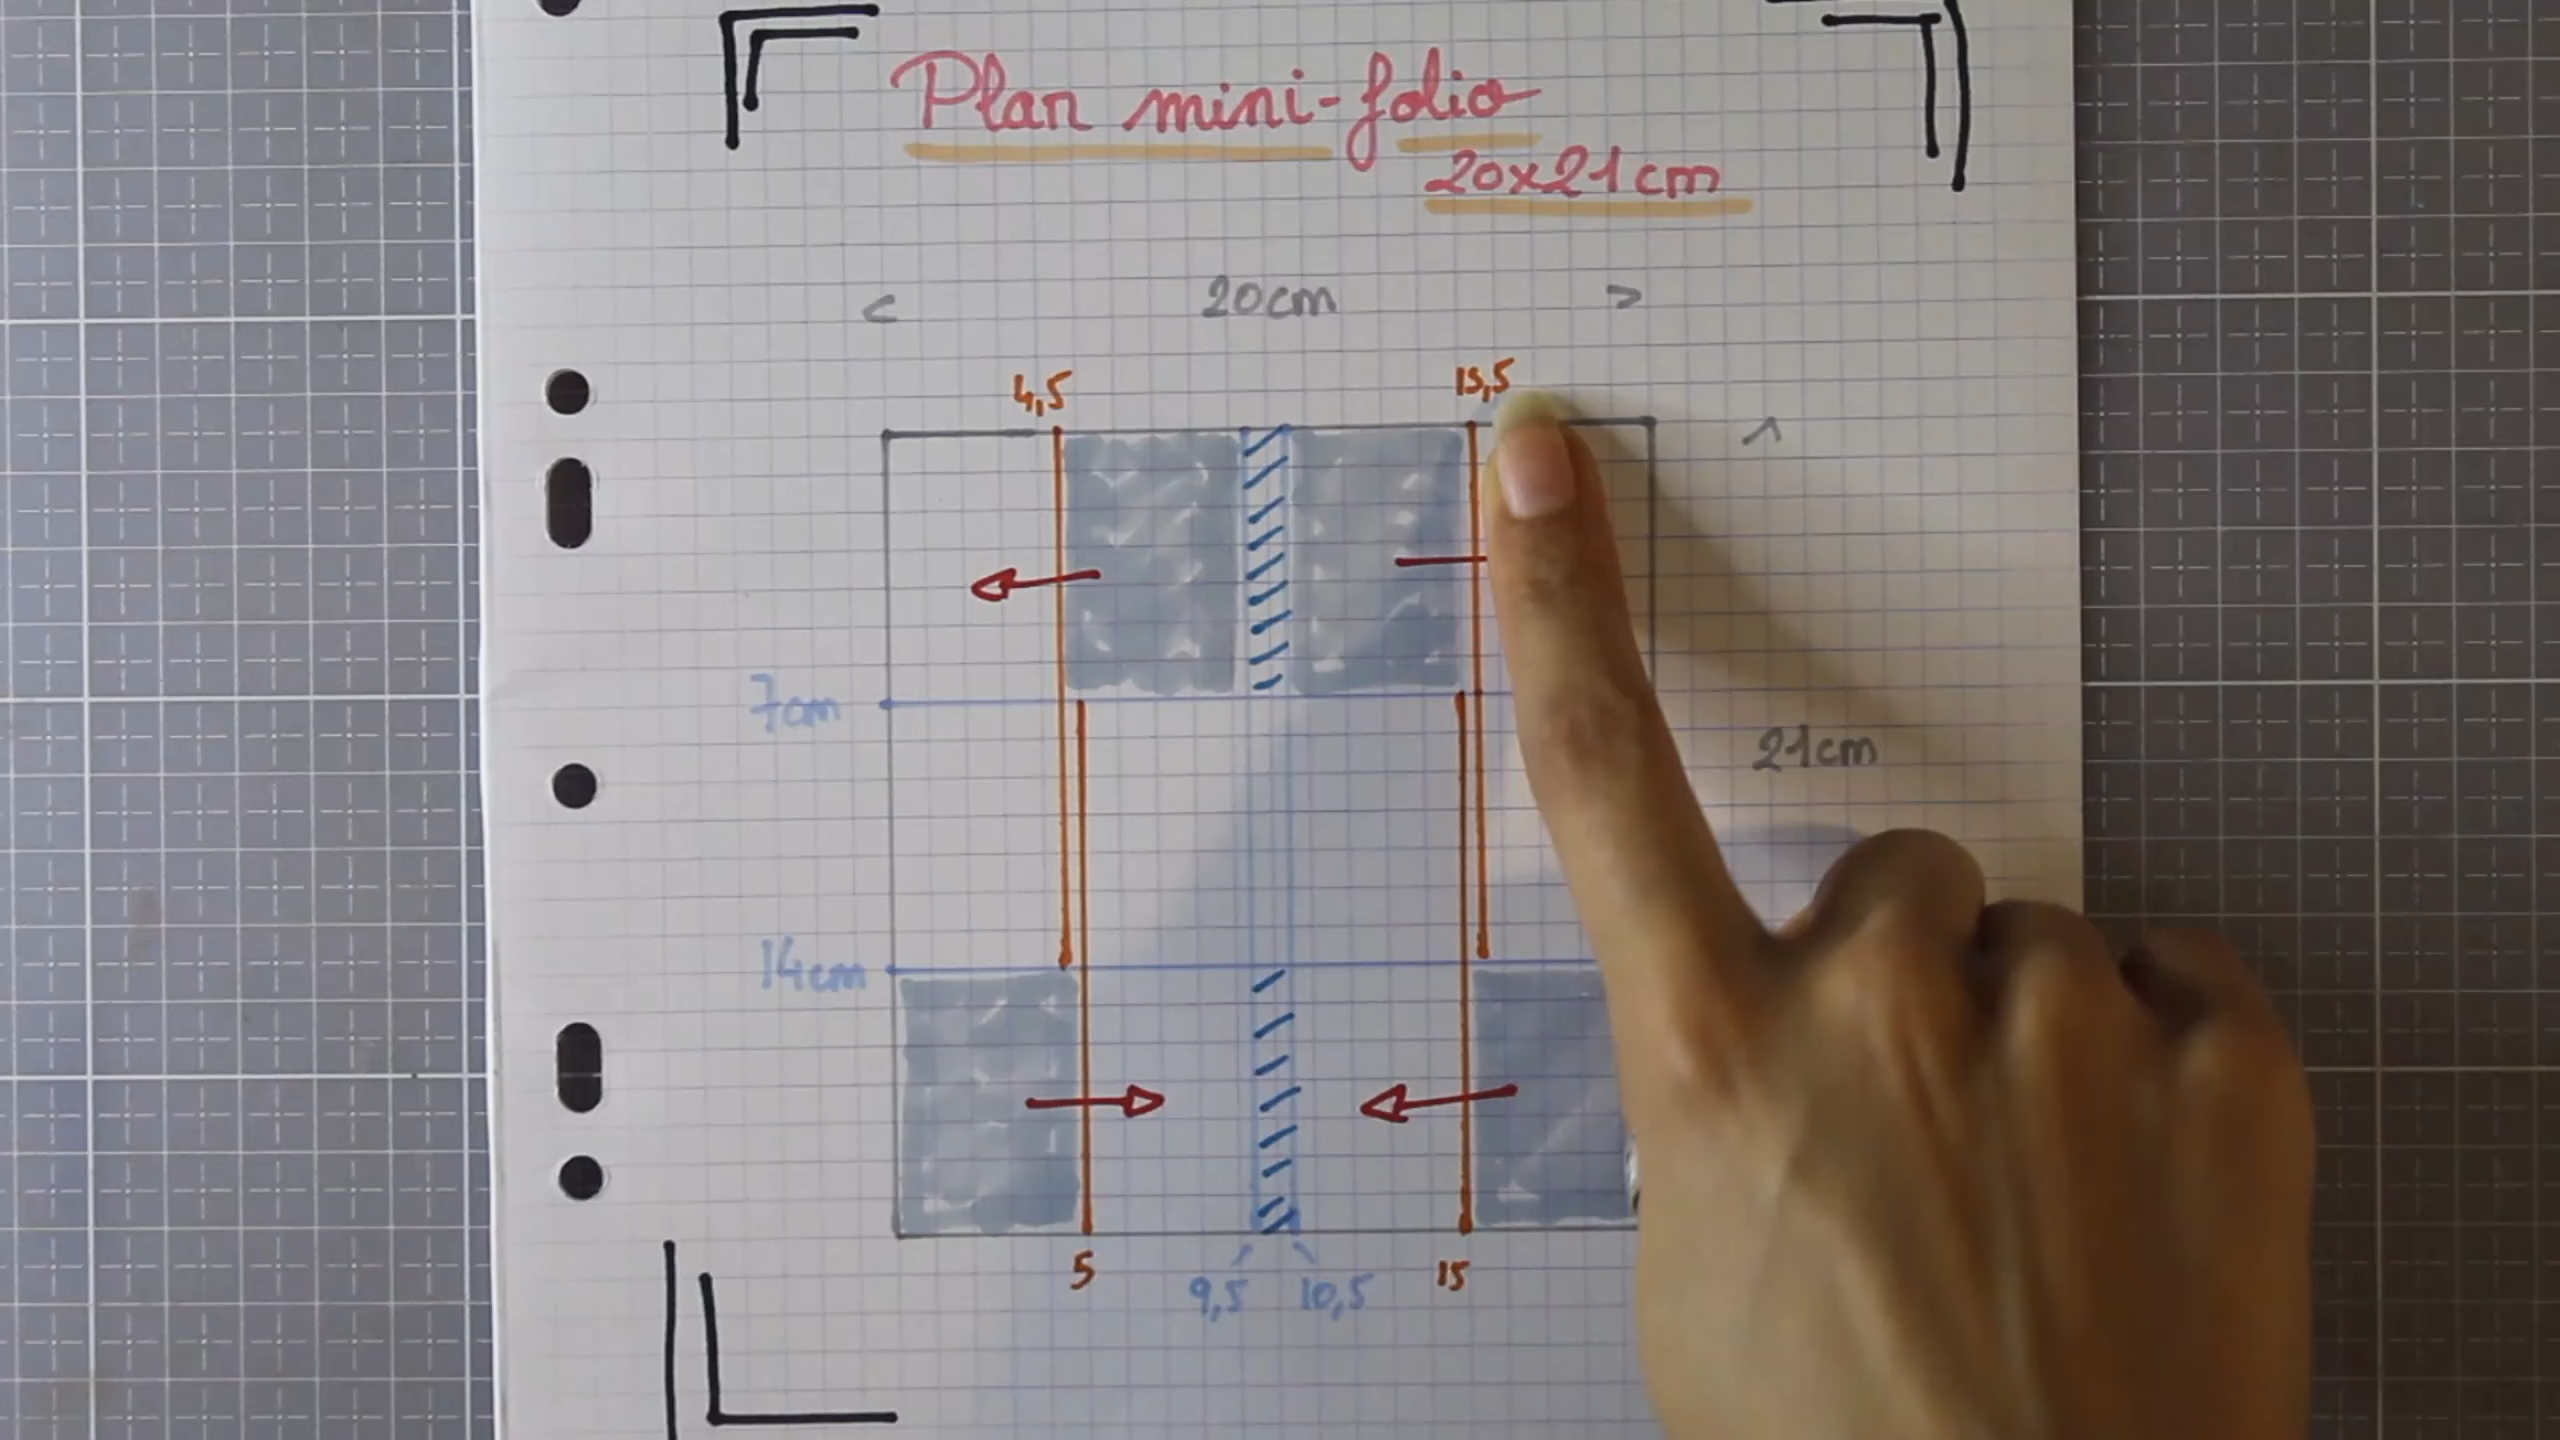 Plan mini-folio
20x21cm
< 20cm >
4,5 15,5
7cm
21cm
14cm
5 9,5 10,5 15